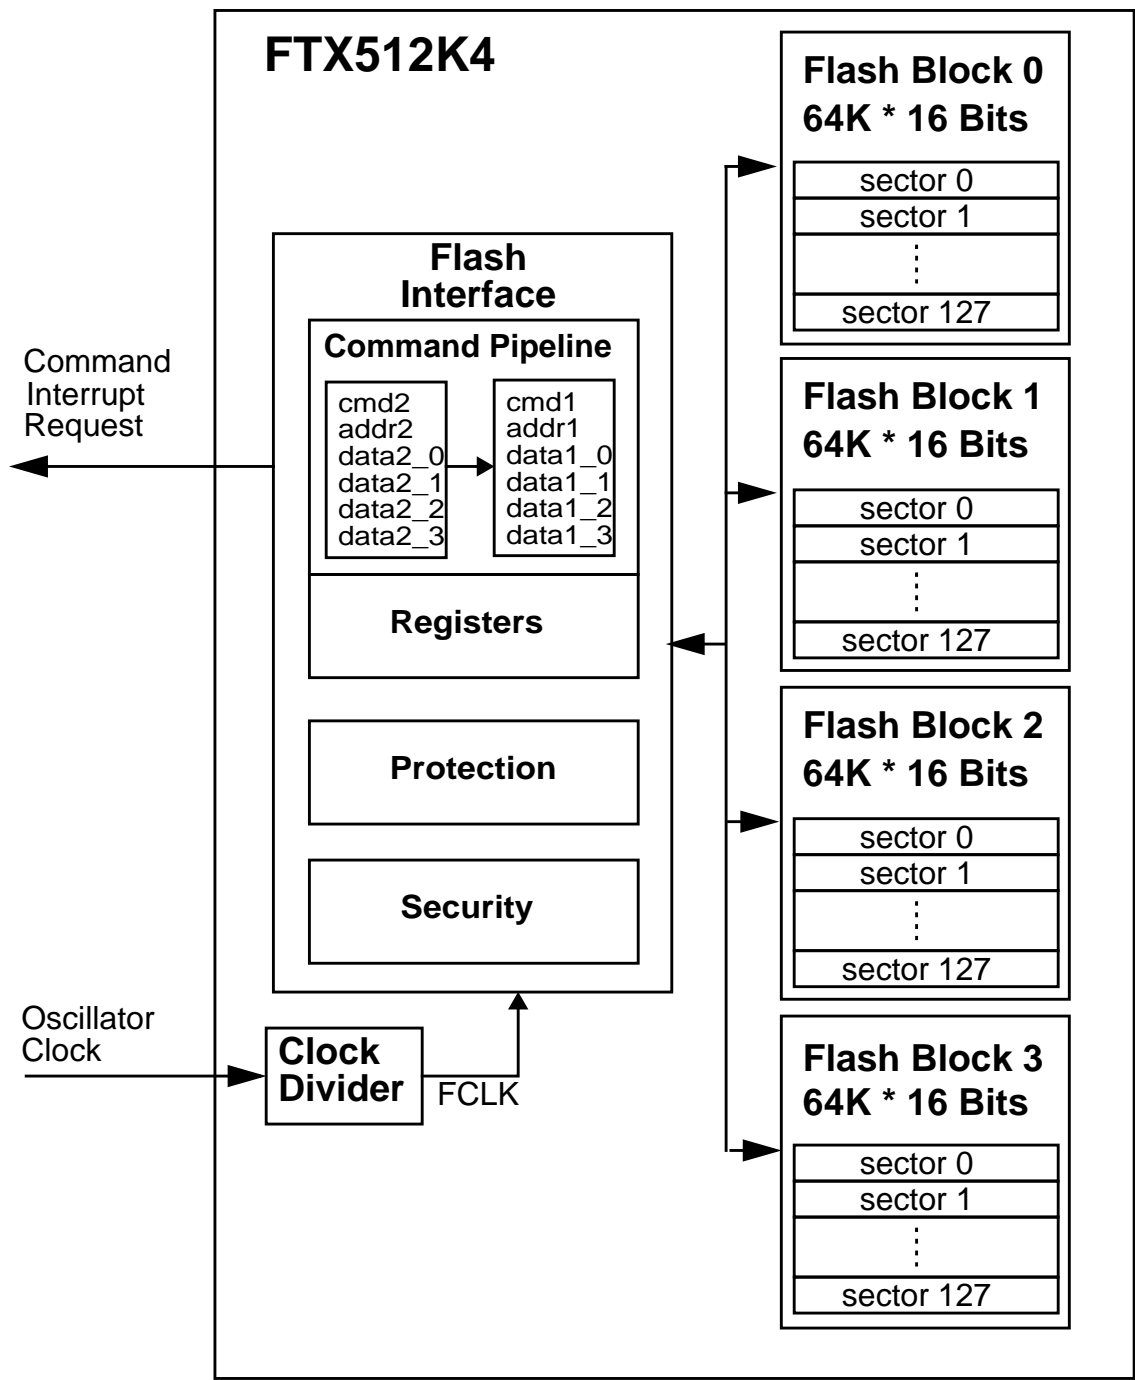 FTX512K4
Command
Interrupt
Request
Flash
Interface
Command Pipeline
cmd2
addr2
data2_0
data2_1
data2_2
data2_3
cmd1
addr1
data1_0
data1_1
data1_2
data1_3
Registers
Protection
Security
Oscillator
Clock
Clock
Divider
FCLK
Flash Block 0
64K * 16 Bits
sector 0
sector 1
sector 127
Flash Block 1
64K * 16 Bits
sector 0
sector 1
sector 127
Flash Block 2
64K * 16 Bits
sector 0
sector 1
sector 127
Flash Block 3
64K * 16 Bits
sector 0
sector 1
sector 127